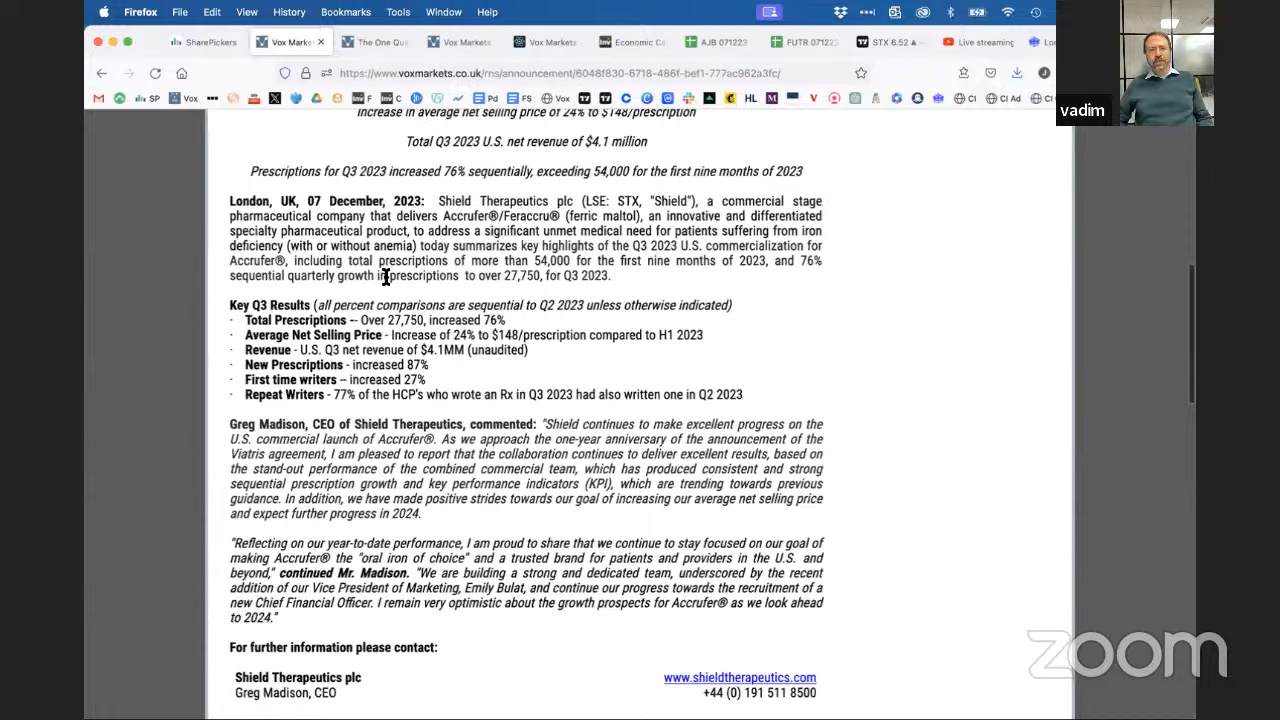 Firefox File Edit View History Bookmarks Tools Window Help
SharePickers Vox Marke The One Qua Vox Markets Vox Markets Economic Ca AJB 071223 FUTR 071223 STX 6.52 Live streaming Lon
https://www.voxmarkets.co.uk/rns/announcement/6048f830-6718-486f-bef1-777ac962a3fc/
SP Vox F C G Pd FS Vox HL M V CI CI Ad CI
vadim
Increase in average net selling price of 24% to $148/prescription
Total Q3 2023 U.S. net revenue of $4.1 million
Prescriptions for Q3 2023 increased 76% sequentially, exceeding 54,000 for the first nine months of 2023
London, UK, 07 December, 2023: Shield Therapeutics plc (LSE: STX, "Shield"), a commercial stage
pharmaceutical company that delivers Accrufer®/Feraccru® (ferric maltol), an innovative and differentiated
specialty pharmaceutical product, to address a significant unmet medical need for patients suffering from iron
deficiency (with or without anemia) today summarizes key highlights of the Q3 2023 U.S. commercialization for
Accrufer®, including total prescriptions of more than 54,000 for the first nine months of 2023, and 76%
sequential quarterly growth in prescriptions to over 27,750, for Q3 2023.
Key Q3 Results (all percent comparisons are sequential to Q2 2023 unless otherwise indicated)
· Total Prescriptions -- Over 27,750, increased 76%
· Average Net Selling Price - Increase of 24% to $148/prescription compared to H1 2023
· Revenue - U.S. Q3 net revenue of $4.1MM (unaudited)
· New Prescriptions - increased 87%
· First time writers -- increased 27%
· Repeat Writers - 77% of the HCP's who wrote an Rx in Q3 2023 had also written one in Q2 2023
Greg Madison, CEO of Shield Therapeutics, commented: "Shield continues to make excellent progress on the
U.S. commercial launch of Accrufer®. As we approach the one-year anniversary of the announcement of the
Viatris agreement, I am pleased to report that the collaboration continues to deliver excellent results, based on
the stand-out performance of the combined commercial team, which has produced consistent and strong
sequential prescription growth and key performance indicators (KPI), which are trending towards previous
guidance. In addition, we have made positive strides towards our goal of increasing our average net selling price
and expect further progress in 2024.
"Reflecting on our year-to-date performance, I am proud to share that we continue to stay focused on our goal of
making Accrufer® the "oral iron of choice" and a trusted brand for patients and providers in the U.S. and
beyond," continued Mr. Madison. "We are building a strong and dedicated team, underscored by the recent
addition of our Vice President of Marketing, Emily Bulat, and continue our progress towards the recruitment of a
new Chief Financial Officer. I remain very optimistic about the growth prospects for Accrufer® as we look ahead
to 2024."
For further information please contact:
Shield Therapeutics plc www.shieldtherapeutics.com
Greg Madison, CEO +44 (0) 191 511 8500
zoom